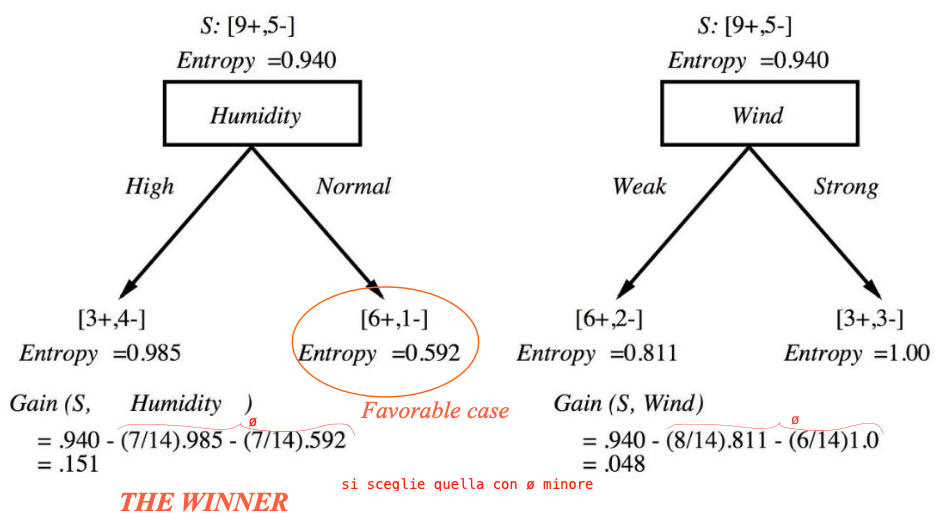 S: [9+,5-]
Entropy =0.940
Humidity
High
Normal
[3+,4-]
Entropy =0.985
[6+,1-]
Entropy =0.592
Favorable case
Gain (S, Humidity )
ø
= .940 - (7/14).985 - (7/14).592
= .151
THE WINNER
S: [9+,5-]
Entropy =0.940
Wind
Weak
Strong
[6+,2-]
Entropy =0.811
[3+,3-]
Entropy =1.00
Gain (S, Wind)
ø
= .940 - (8/14).811 - (6/14)1.0
= .048
si sceglie quella con ø minore